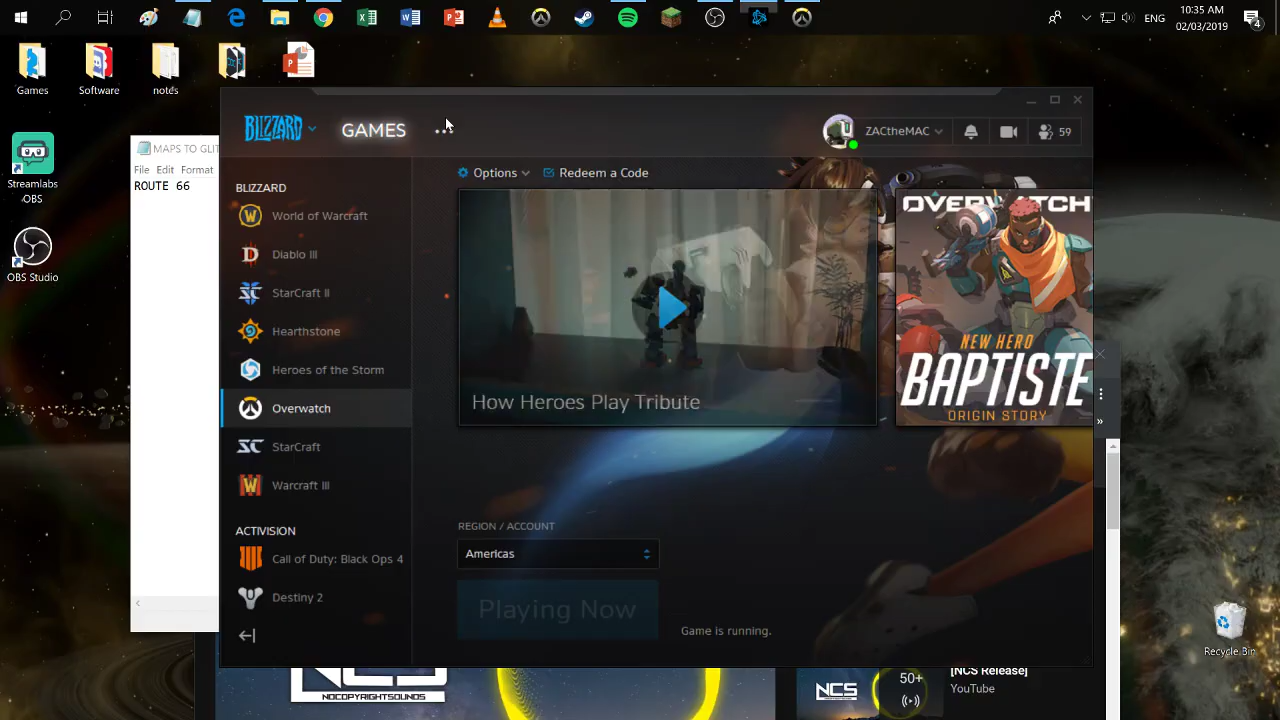 ENG
10:35 AM
02/03/2019
4
Games
Software
notes
Streamlabs
OBS
OBS Studio
MAPS TO GLIT
File Edit Format
ROUTE 66
BLIZZARD
GAMES
ZACtheMAC
59
BLIZZARD
World of Warcraft
Diablo III
StarCraft II
Hearthstone
Heroes of the Storm
Overwatch
StarCraft
Warcraft III
ACTIVISION
Call of Duty: Black Ops 4
Destiny 2
Options
Redeem a Code
How Heroes Play Tribute
OVERWATCH
NEW HERO
BAPTISTE
ORIGIN STORY
REGION / ACCOUNT
Americas
Playing Now
Game is running.
Recycle Bin
NCS
NOCOPYRIGHTSOUNDS
NCS
50+
[NCS Release]
YouTube